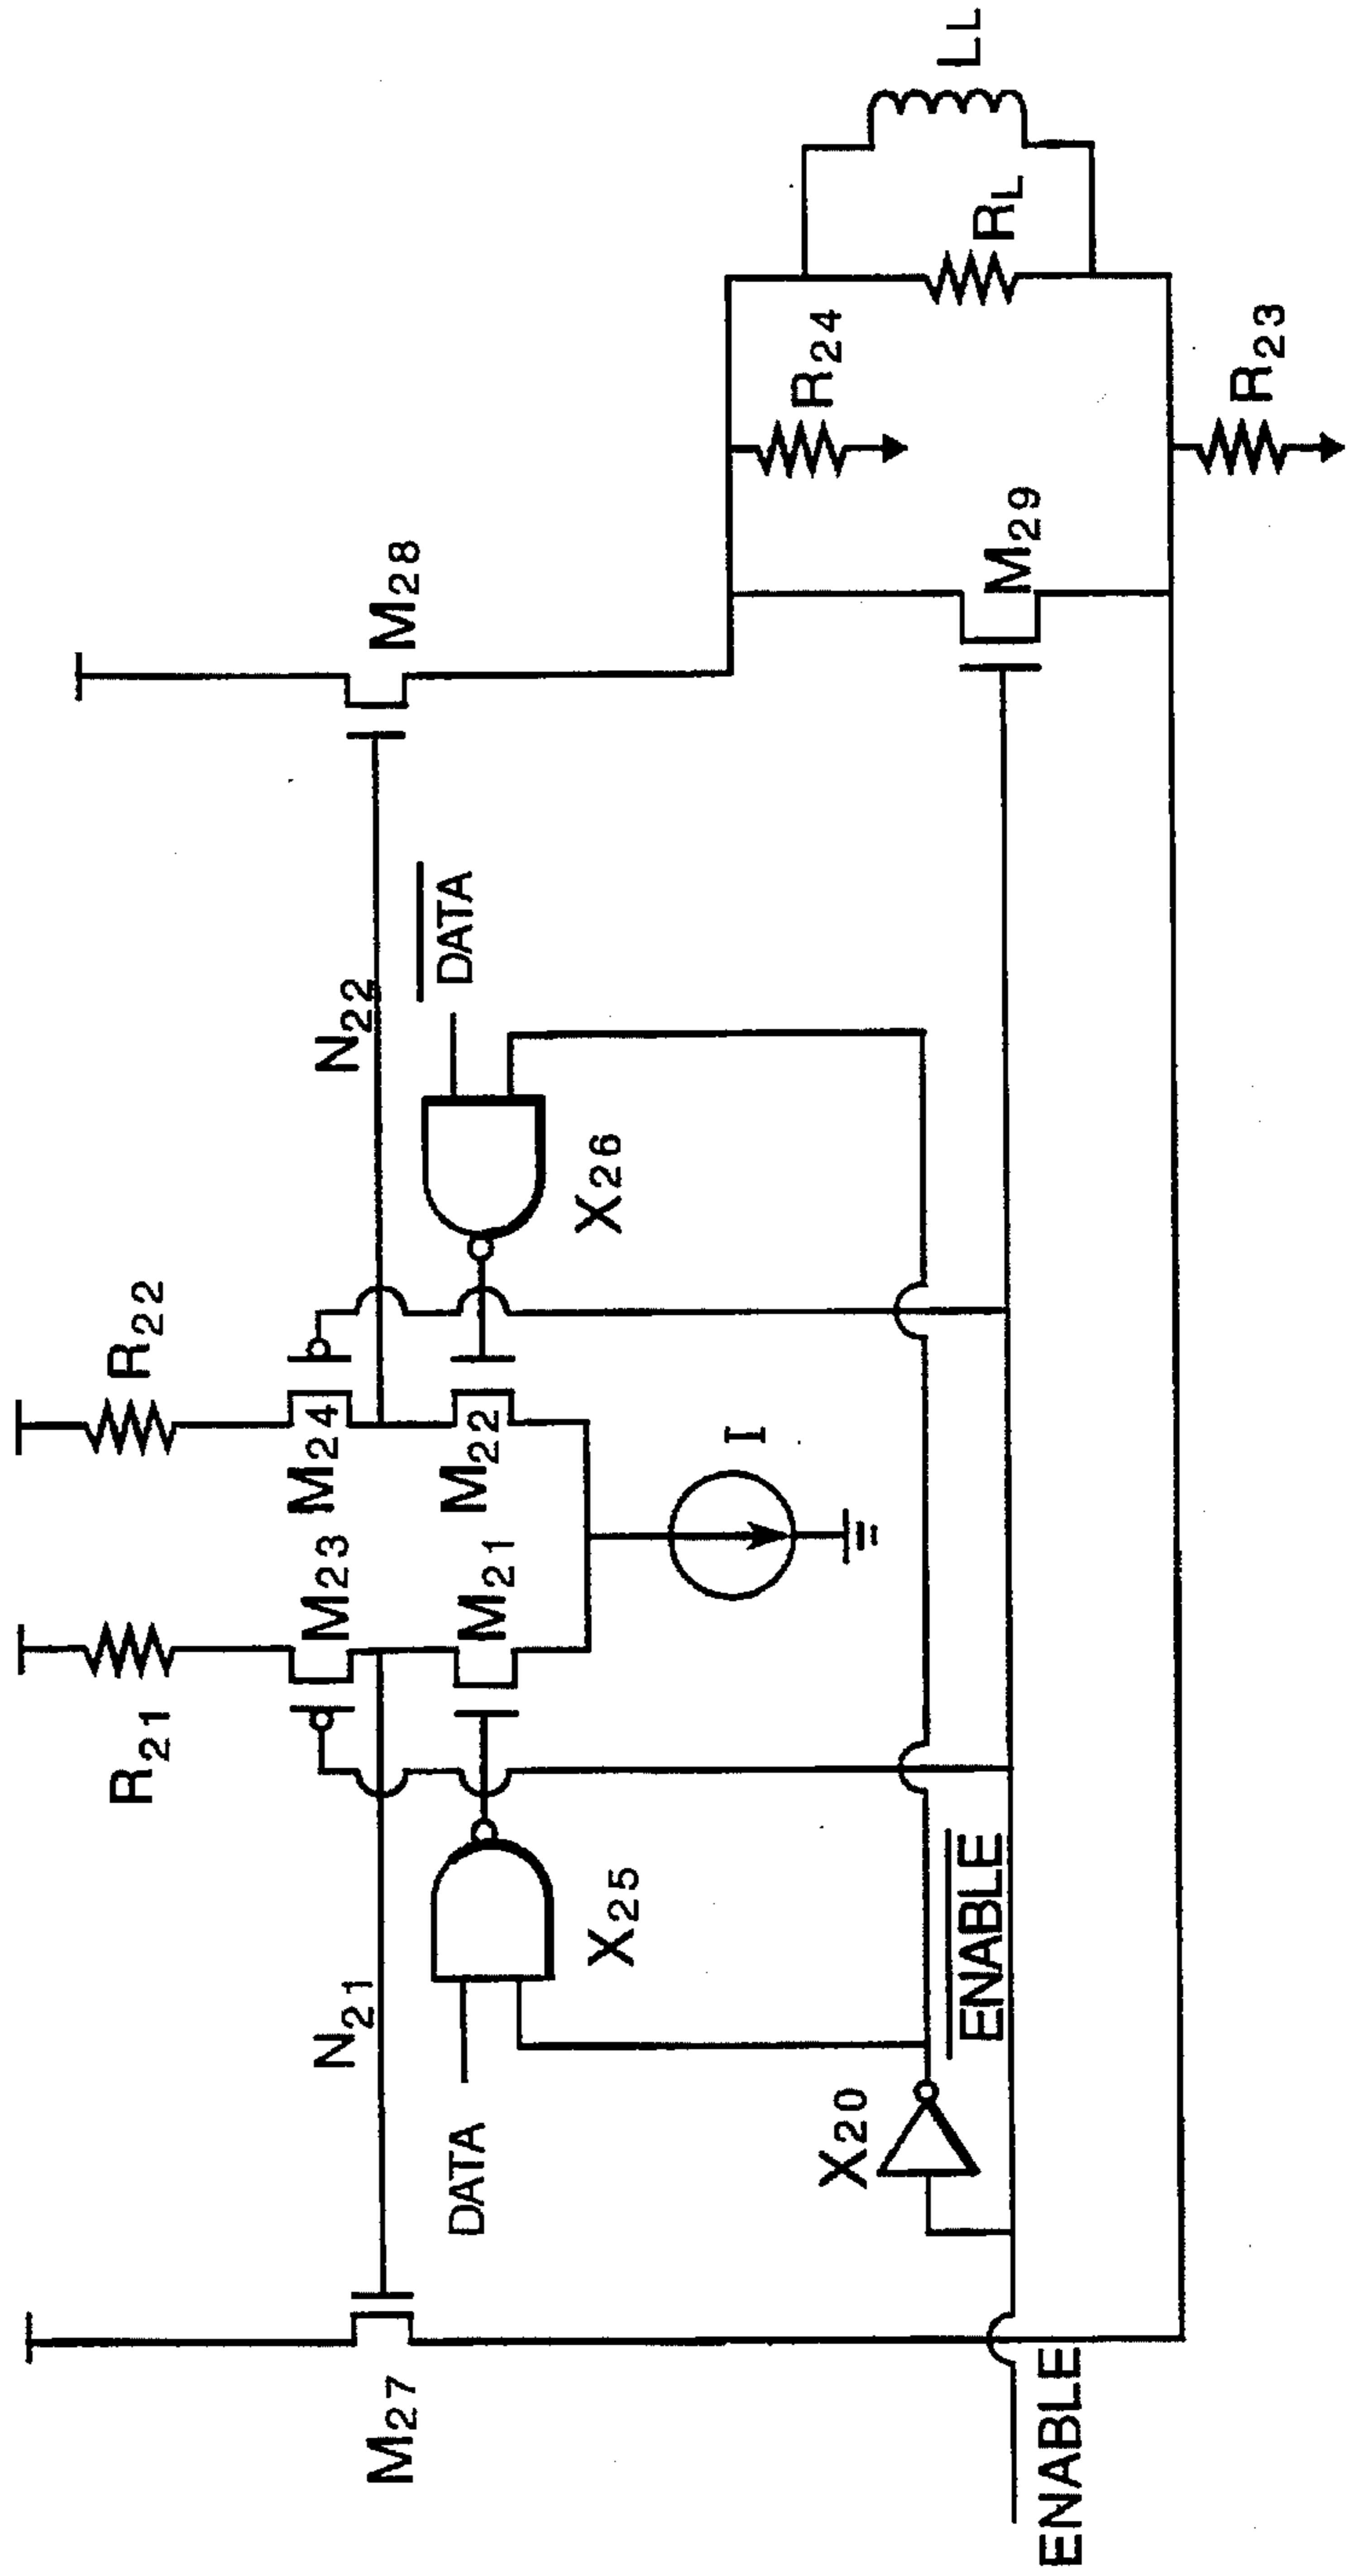 R21
R22
M23
M24
M28
M27
N21
N22
M21
M22
DATA
DATA
X25
X26
I
R24
LL
RL
X20
ENABLE
M29
ENABLE
R23